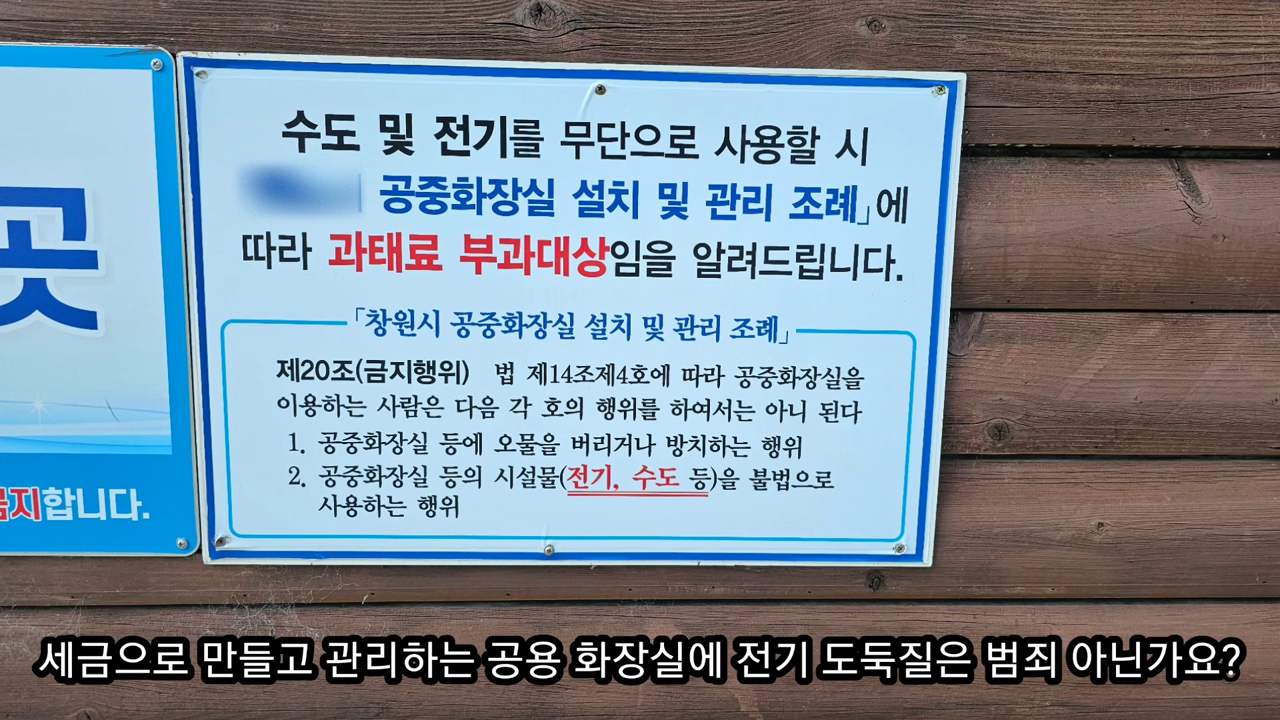 곳
금지합니다.
수도 및 전기를 무단으로 사용할 시
공중화장실 설치 및 관리 조례」에
따라 과태료 부과대상임을 알려드립니다.
「창원시 공중화장실 설치 및 관리 조례」
제20조(금지행위) 법 제14조제4호에 따라 공중화장실을
이용하는 사람은 다음 각 호의 행위를 하여서는 아니 된다
1. 공중화장실 등에 오물을 버리거나 방치하는 행위
2. 공중화장실 등의 시설물(전기, 수도 등)을 불법으로
사용하는 행위
세금으로 만들고 관리하는 공용 화장실에 전기 도둑질은 범죄 아닌가요?